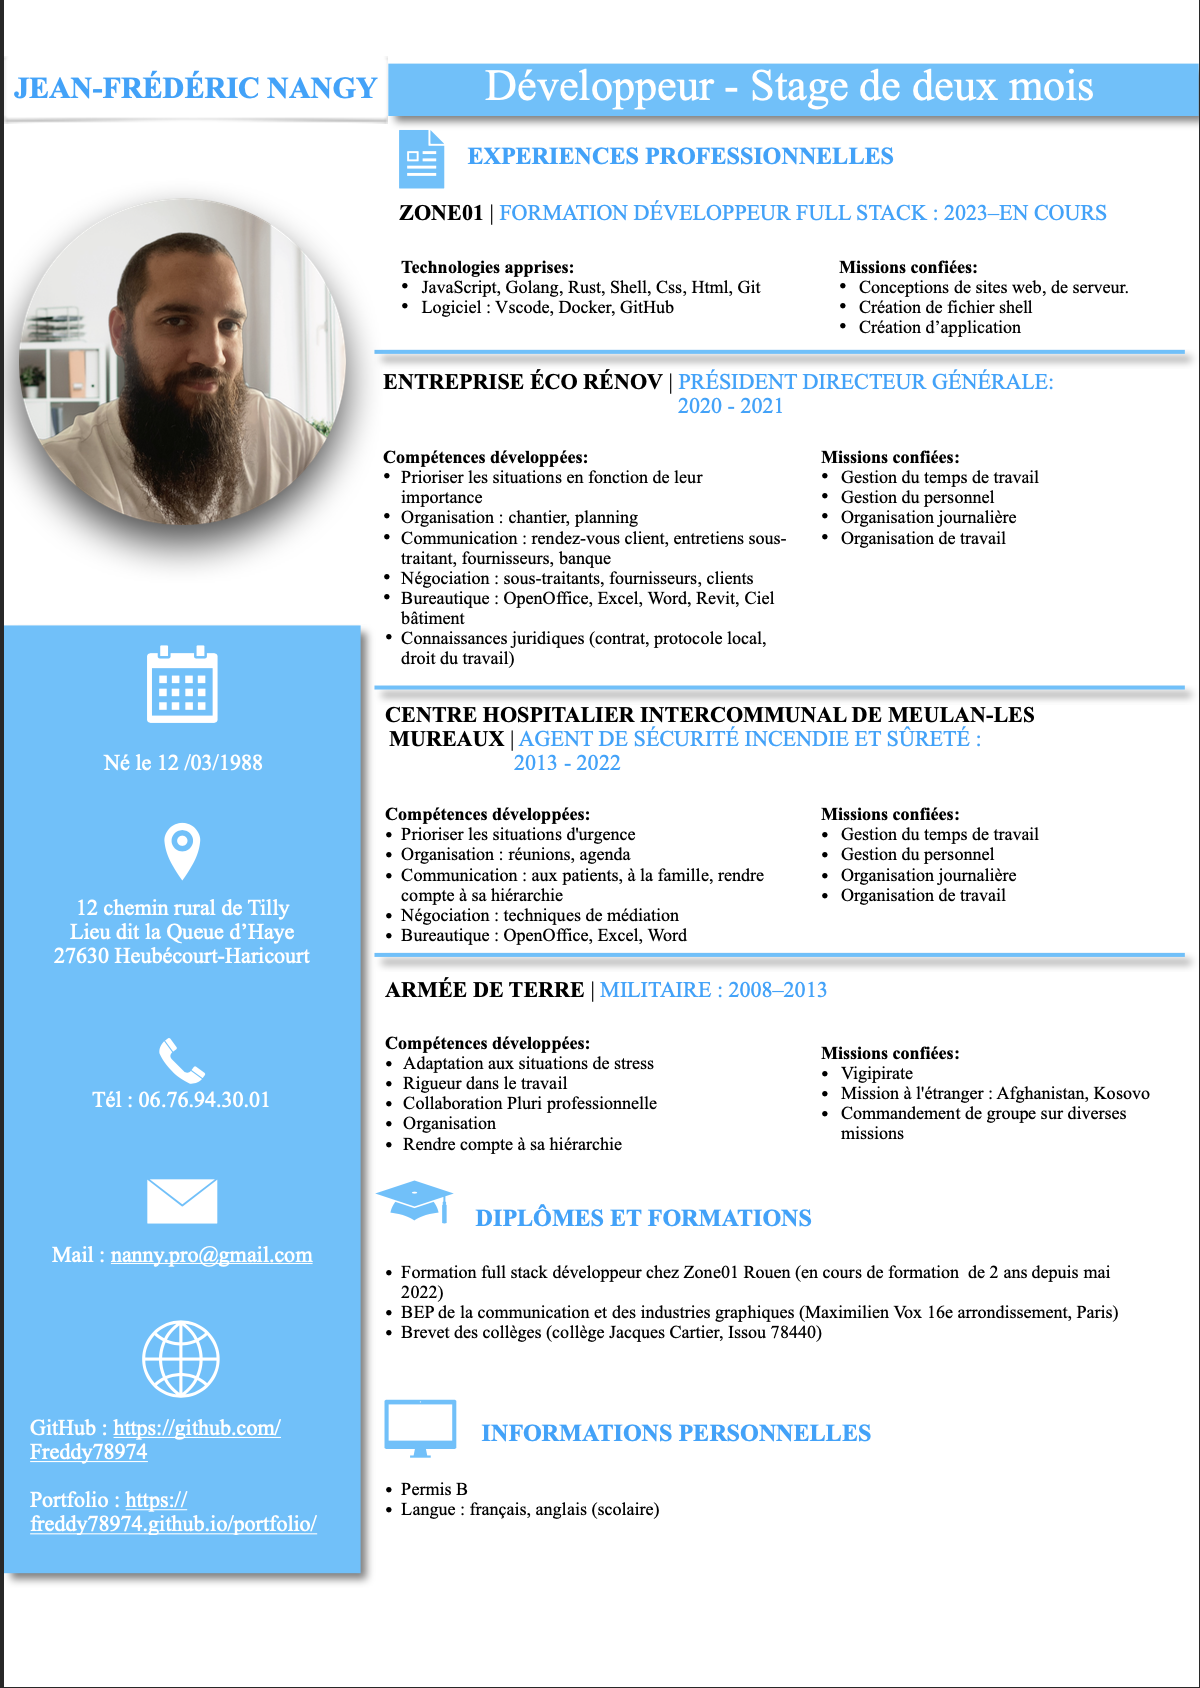 JEAN-FRÉDÉRIC NANGY
Développeur - Stage de deux mois
EXPERIENCES PROFESSIONNELLES
ZONE01 | FORMATION DÉVELOPPEUR FULL STACK : 2023–EN COURS
Technologies apprises:
• JavaScript, Golang, Rust, Shell, Css, Html, Git
• Logiciel : Vscode, Docker, GitHub
Missions confiées:
• Conceptions de sites web, de serveur.
• Création de fichier shell
• Création d’application
ENTREPRISE ÉCO RÉNOV | PRÉSIDENT DIRECTEUR GÉNÉRALE:
2020 - 2021
Compétences développées:
• Prioriser les situations en fonction de leur
importance
• Organisation : chantier, planning
• Communication : rendez-vous client, entretiens sous-
traitant, fournisseurs, banque
• Négociation : sous-traitants, fournisseurs, clients
• Bureautique : OpenOffice, Excel, Word, Revit, Ciel
bâtiment
• Connaissances juridiques (contrat, protocole local,
droit du travail)
Missions confiées:
• Gestion du temps de travail
• Gestion du personnel
• Organisation journalière
• Organisation de travail
CENTRE HOSPITALIER INTERCOMMUNAL DE MEULAN-LES
MUREAUX | AGENT DE SÉCURITÉ INCENDIE ET SÛRETÉ :
2013 - 2022
Compétences développées:
• Prioriser les situations d'urgence
• Organisation : réunions, agenda
• Communication : aux patients, à la famille, rendre
compte à sa hiérarchie
• Négociation : techniques de médiation
• Bureautique : OpenOffice, Excel, Word
Missions confiées:
• Gestion du temps de travail
• Gestion du personnel
• Organisation journalière
• Organisation de travail
ARMÉE DE TERRE | MILITAIRE : 2008–2013
Compétences développées:
• Adaptation aux situations de stress
• Rigueur dans le travail
• Collaboration Pluri professionnelle
• Organisation
• Rendre compte à sa hiérarchie
Missions confiées:
• Vigipirate
• Mission à l'étranger : Afghanistan, Kosovo
• Commandement de groupe sur diverses
missions
DIPLÔMES ET FORMATIONS
• Formation full stack développeur chez Zone01 Rouen (en cours de formation de 2 ans depuis mai
2022)
• BEP de la communication et des industries graphiques (Maximilien Vox 16e arrondissement, Paris)
• Brevet des collèges (collège Jacques Cartier, Issou 78440)
INFORMATIONS PERSONNELLES
• Permis B
• Langue : français, anglais (scolaire)
Né le 12 /03/1988
12 chemin rural de Tilly
Lieu dit la Queue d’Haye
27630 Heubécourt-Haricourt
Tél : 06.76.94.30.01
Mail : nanny.pro@gmail.com
GitHub : https://github.com/
Freddy78974
Portfolio : https://
freddy78974.github.io/portfolio/